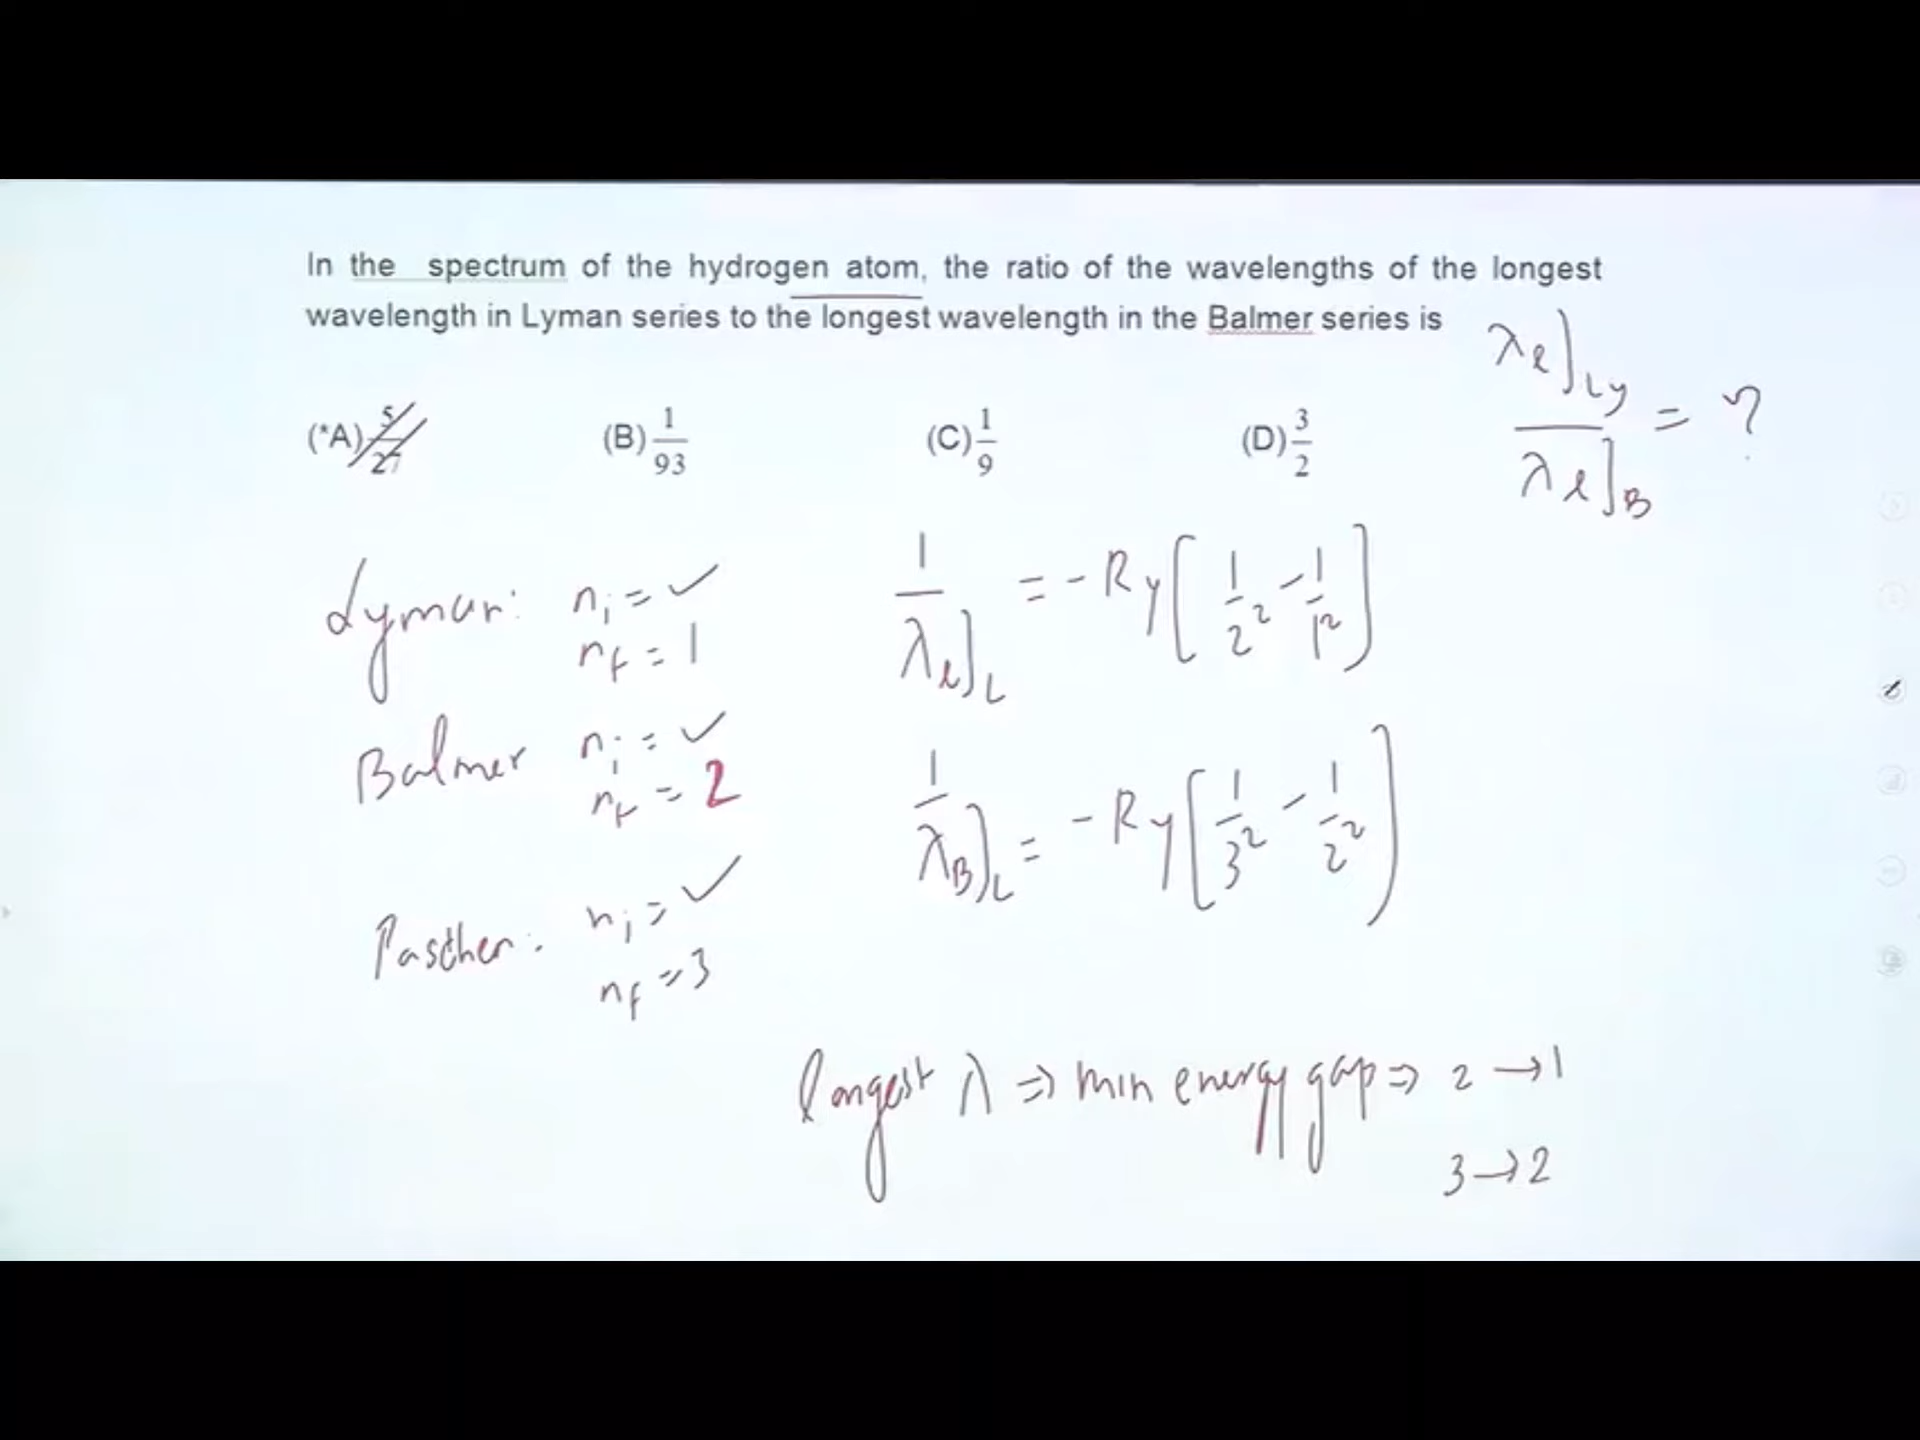 In the spectrum of the hydrogen atom, the ratio of the wavelengths of the longest
wavelength in Lyman series to the longest wavelength in the Balmer series is
λℓ]Ly / λℓ]B = ?
(*A) 5/27 (B) 1/93 (C) 1/9 (D) 3/2
Lyman: ni = ✓
nf = 1
1/λℓ]L = -Ry[1/2² - 1/1²]
Balmer ni = ✓
nf = 2
1/λB]L = -Ry[1/3² - 1/2²]
Paschen: ni = ✓
nf = 3
longest λ ⇒ min energy gap ⇒ 2 → 1
3 → 2